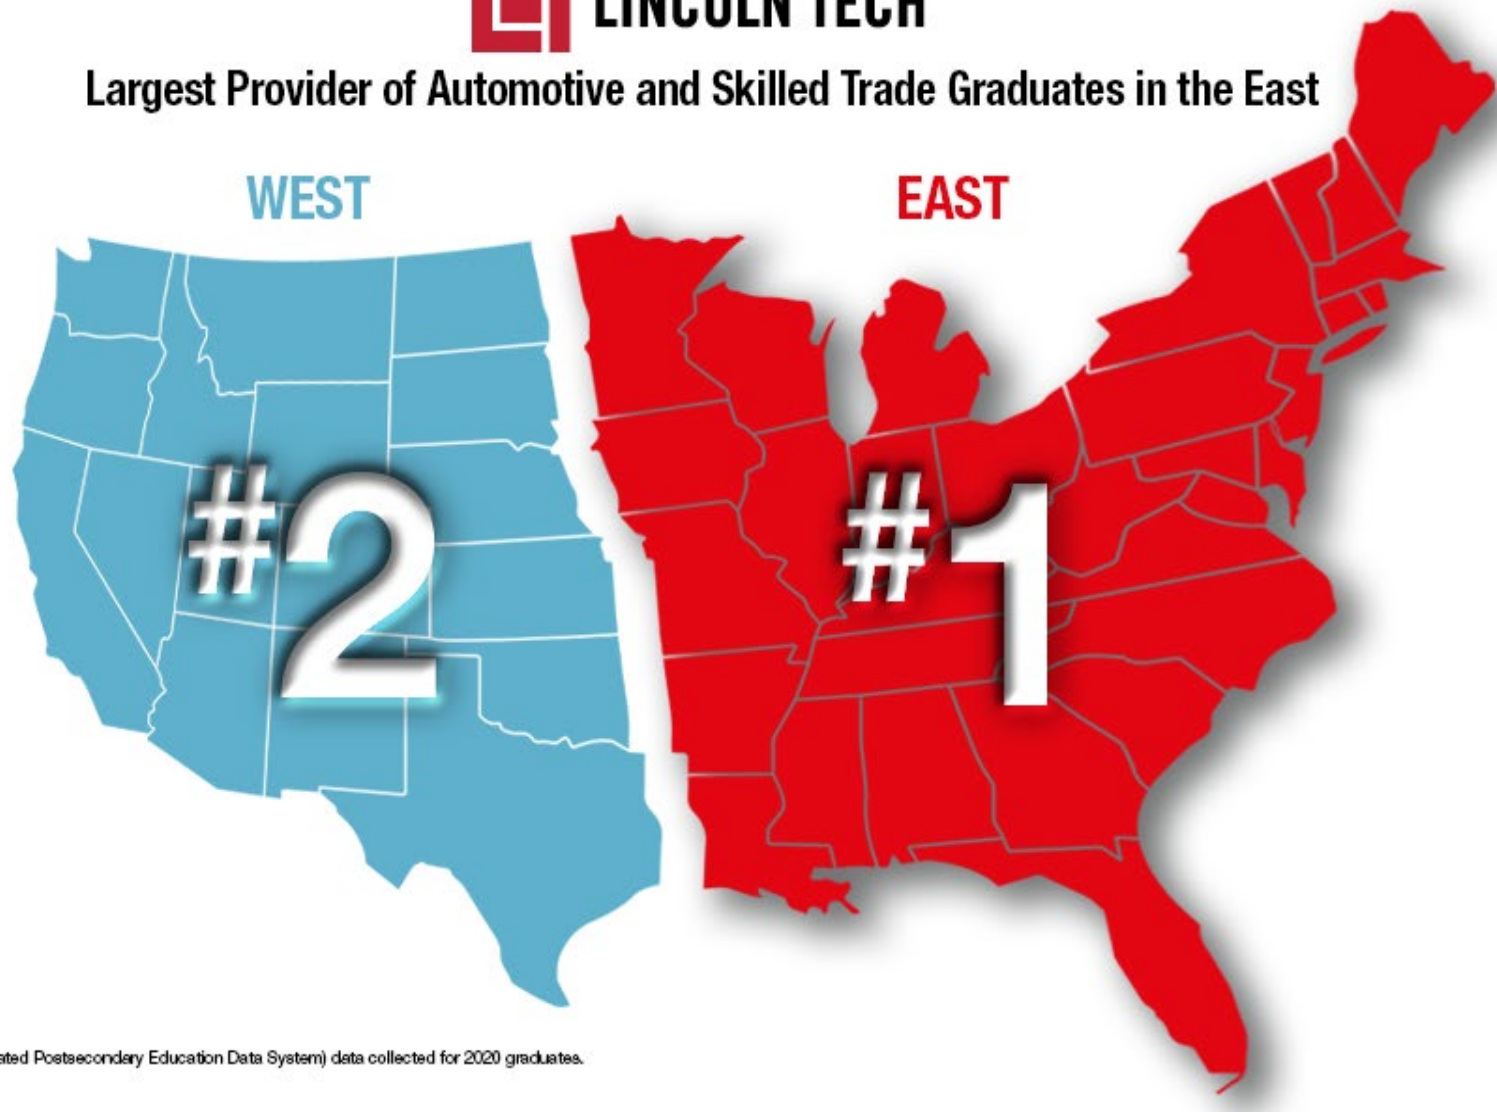 LINCOLN TECH
Largest Provider of Automotive and Skilled Trade Graduates in the East
WEST
EAST
#2
#1
ated Postsecondary Education Data System) data collected for 2020 graduates.